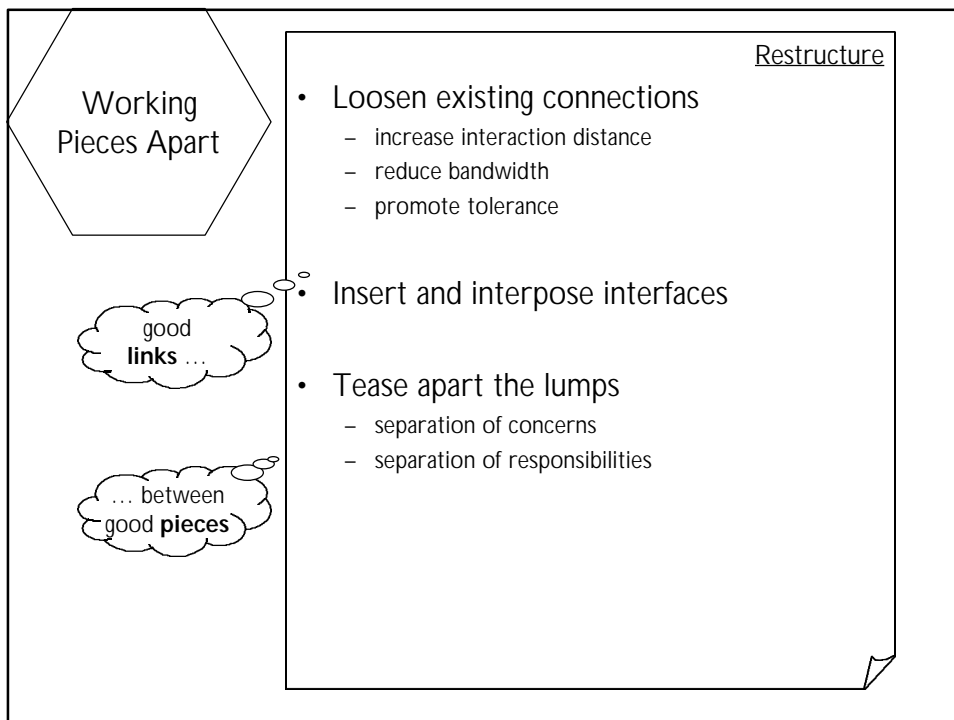 Working
Pieces Apart
Restructure
• Loosen existing connections
– increase interaction distance
– reduce bandwidth
– promote tolerance
• Insert and interpose interfaces
good
links …
• Tease apart the lumps
– separation of concerns
– separation of responsibilities
… between
good pieces